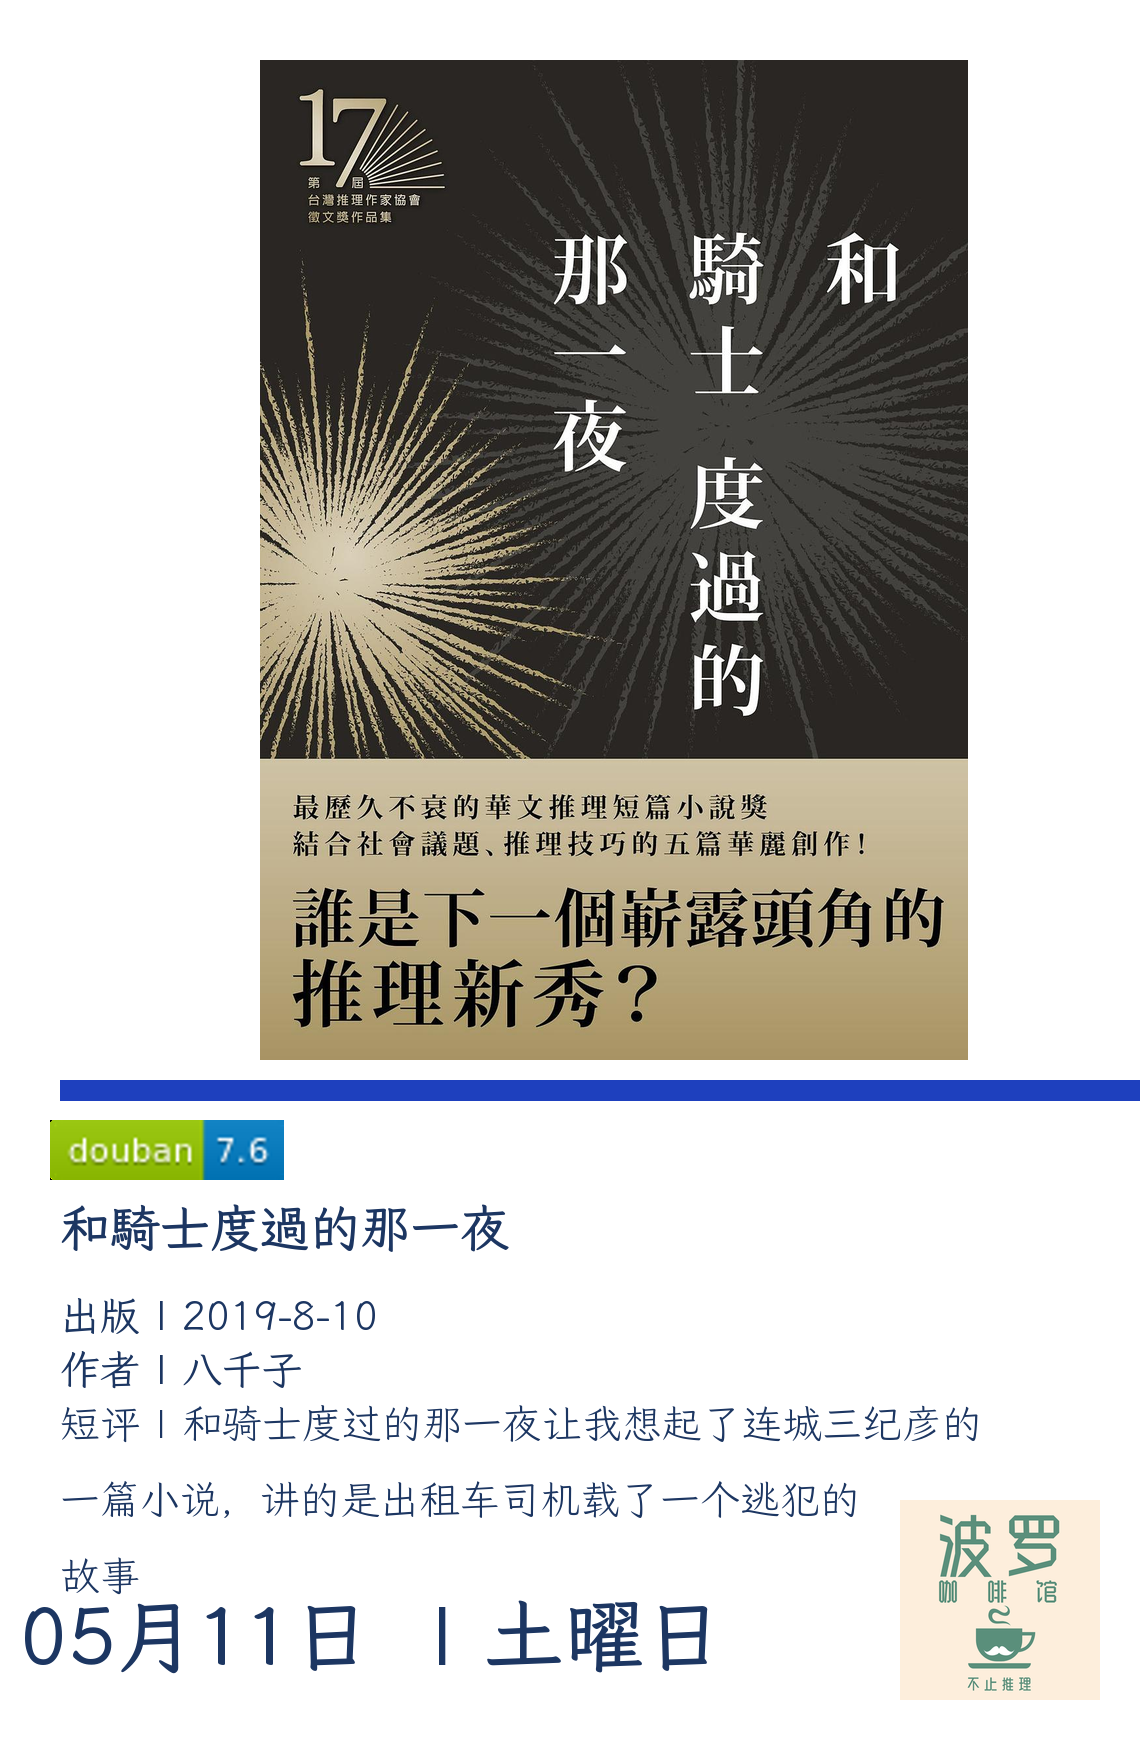 17
第 屆
台灣推理作家協會
徵文獎作品集
和
騎士度過的
那一夜
最歷久不衰的華文推理短篇小說獎
結合社會議題、推理技巧的五篇華麗創作！
誰是下一個嶄露頭角的
推理新秀？
douban 7.6
和騎士度過的那一夜
出版 | 2019-8-10
作者 | 八千子
短评 | 和骑士度过的那一夜让我想起了连城三纪彦的
一篇小说，讲的是出租车司机载了一个逃犯的
故事
05月11日 | 土曜日
波罗
咖啡馆
不止推理